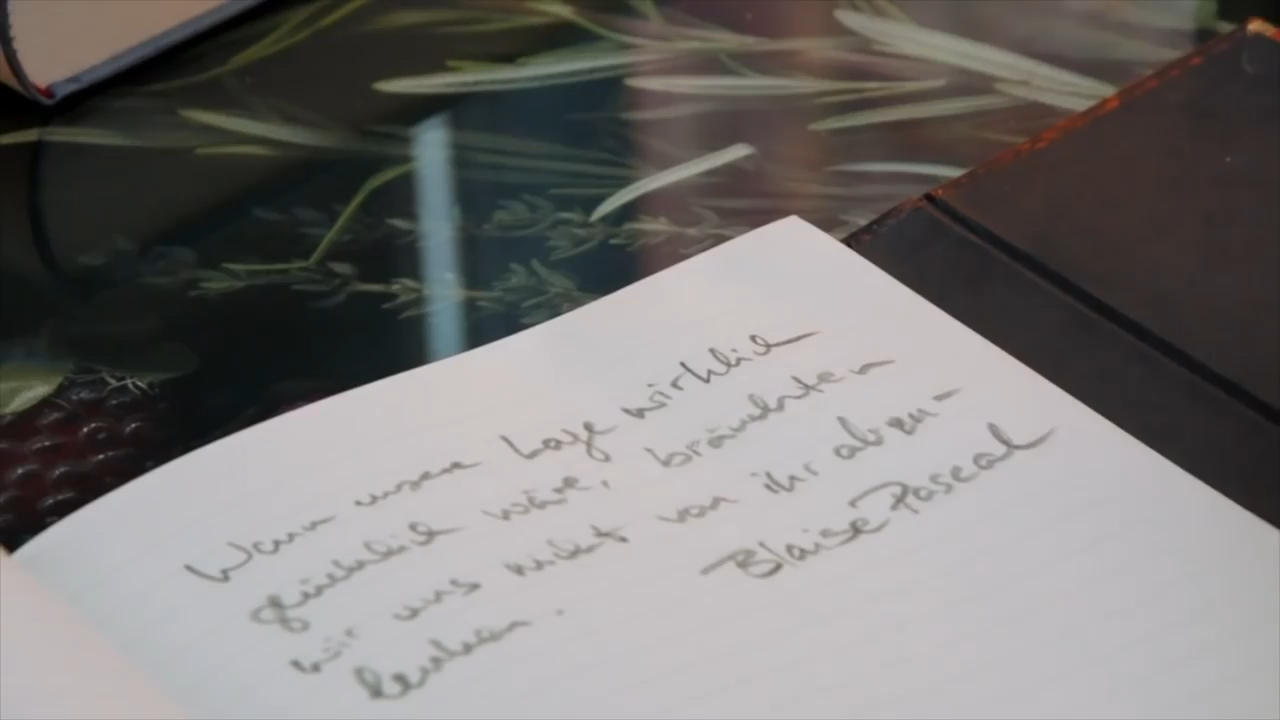 Wenn unsere Lage wirklich
glücklich wäre, bräuchten
wir uns nicht von ihr abzu-
lenken.
Blaise Pascal